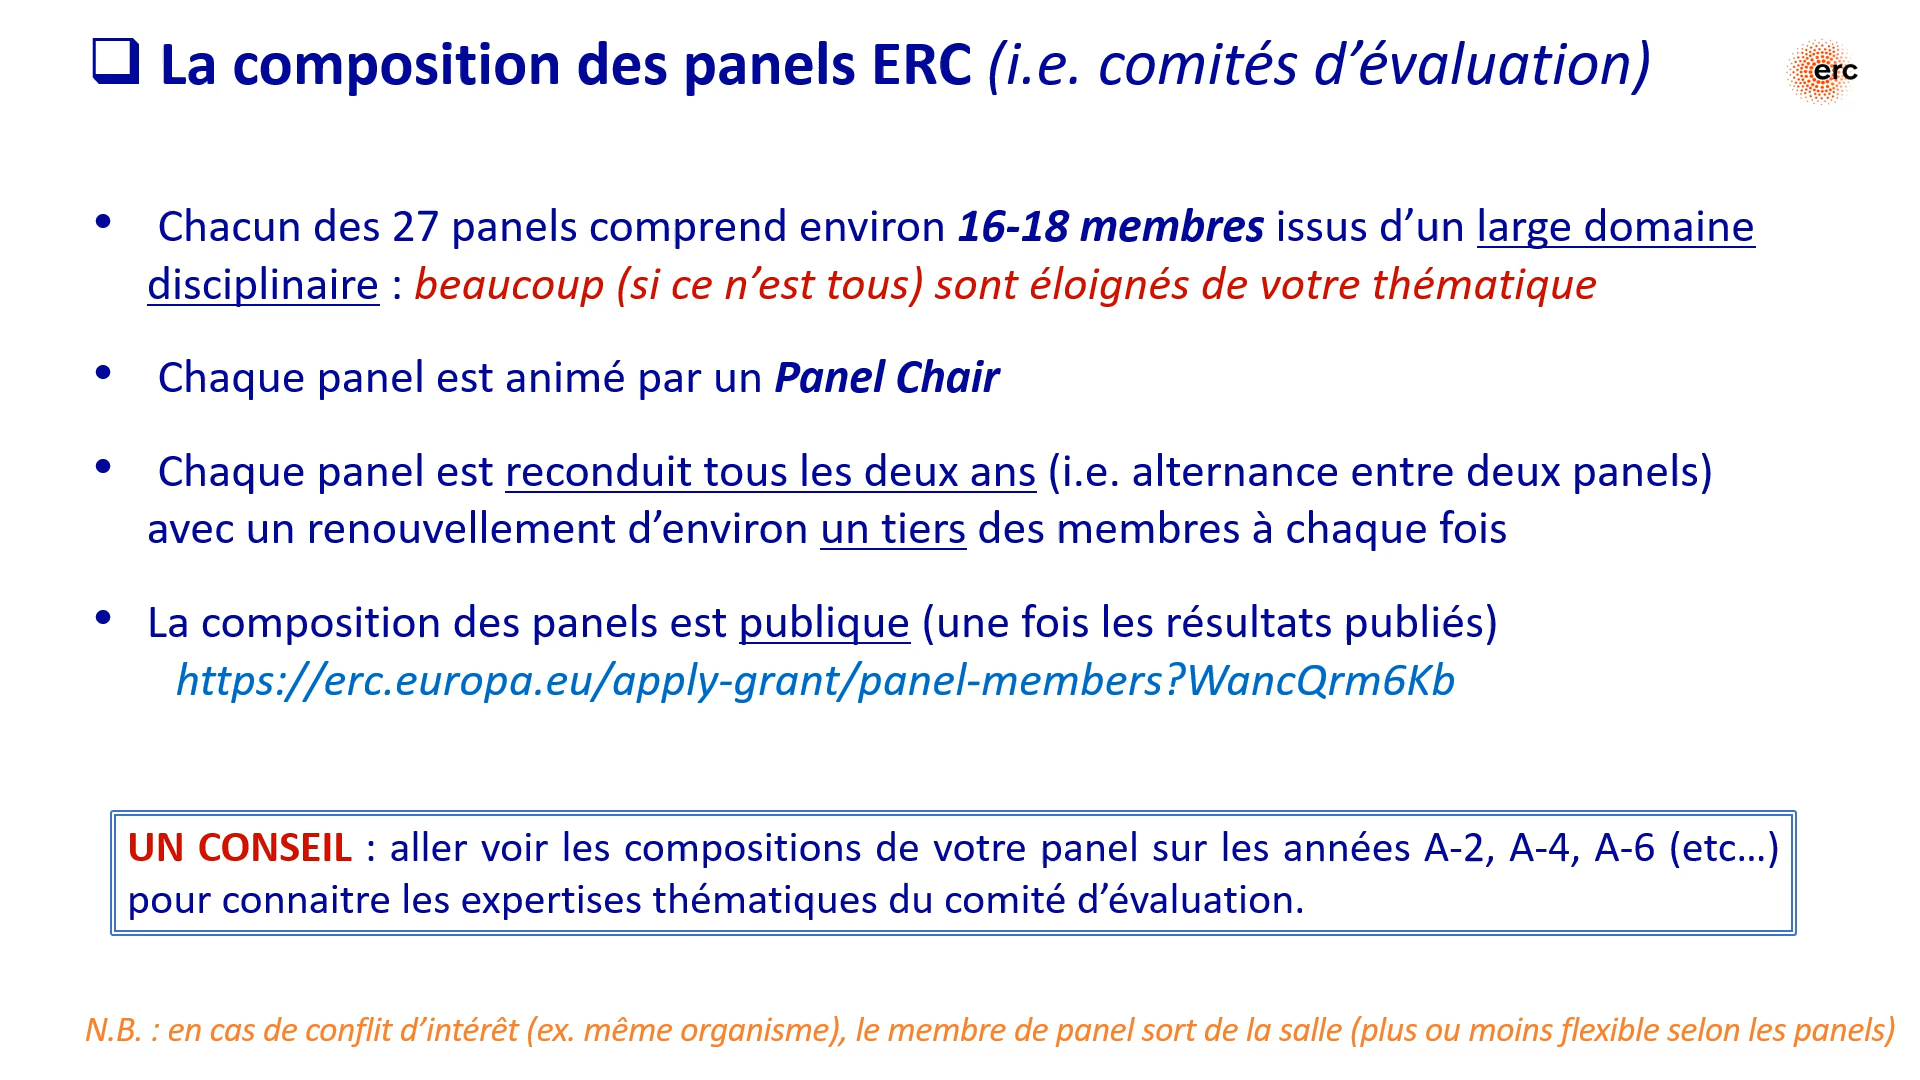 La composition des panels ERC (i.e. comités d’évaluation)
erc
• Chacun des 27 panels comprend environ 16-18 membres issus d’un large domaine
disciplinaire : beaucoup (si ce n’est tous) sont éloignés de votre thématique
• Chaque panel est animé par un Panel Chair
• Chaque panel est reconduit tous les deux ans (i.e. alternance entre deux panels)
avec un renouvellement d’environ un tiers des membres à chaque fois
• La composition des panels est publique (une fois les résultats publiés)
https://erc.europa.eu/apply-grant/panel-members?WancQrm6Kb
UN CONSEIL : aller voir les compositions de votre panel sur les années A-2, A-4, A-6 (etc…)
pour connaitre les expertises thématiques du comité d’évaluation.
N.B. : en cas de conflit d’intérêt (ex. même organisme), le membre de panel sort de la salle (plus ou moins flexible selon les panels)